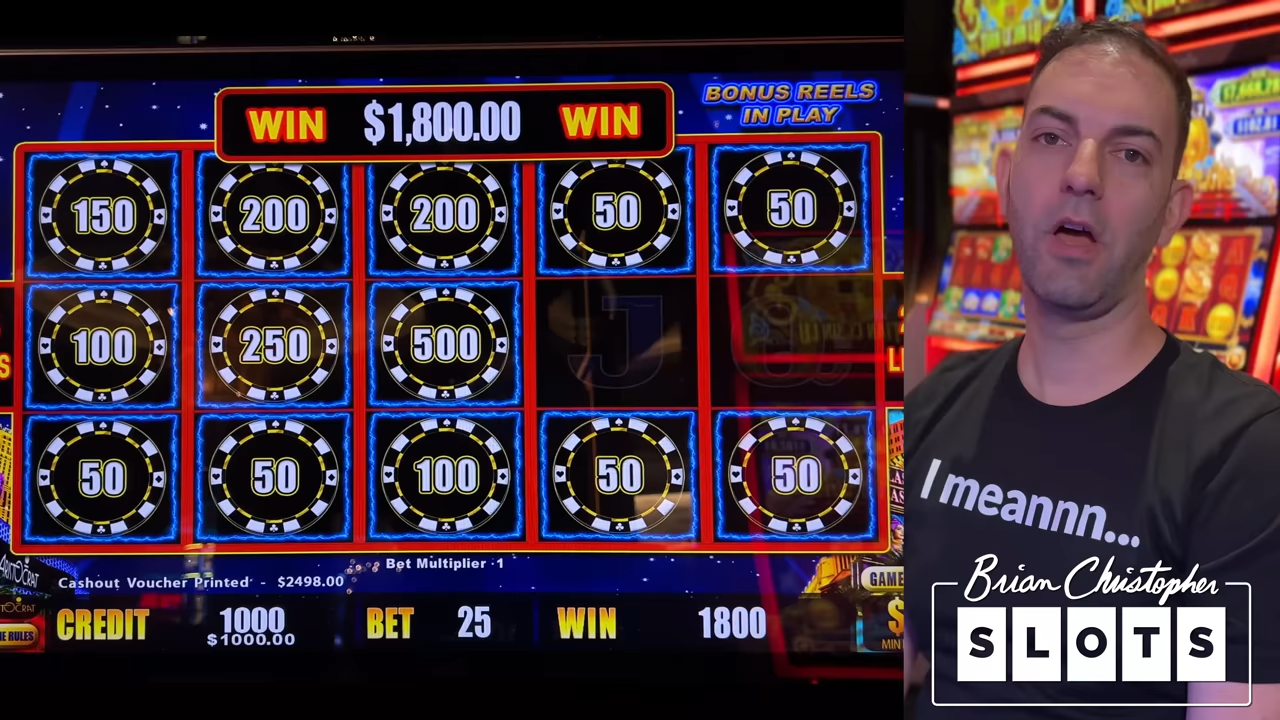 BONUS REELS
IN PLAY
WIN $1,800.00 WIN
150 200 200 50 50
100 250 500
50 50 100 50 50
Bet Multiplier 1
Cashout Voucher Printed - $2498.00
CREDIT 1000 BET 25 WIN 1800
$1000.00
ARISTOCRAT
GAME
I meannn...
Brian Christopher
SLOTS